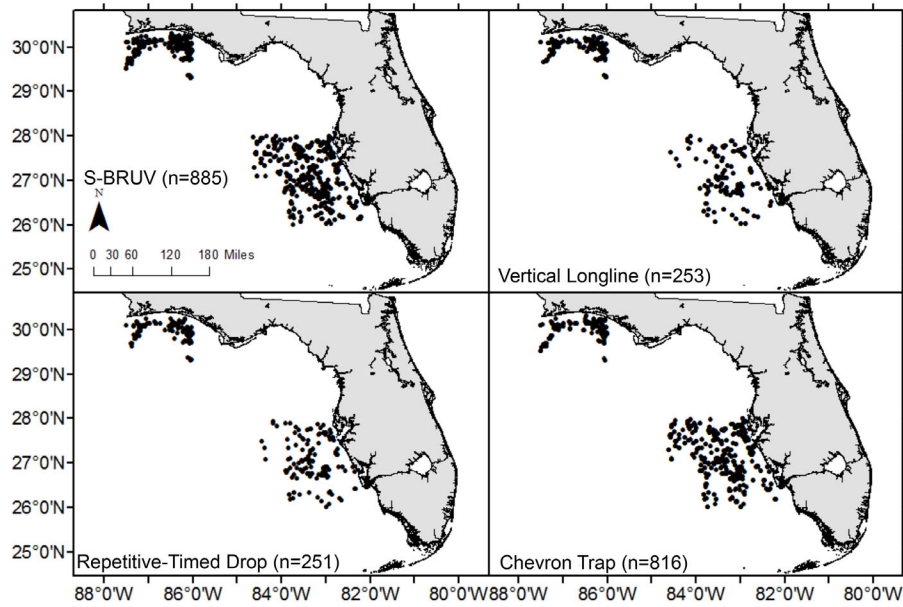 30°0'N
29°0'N
28°0'N
27°0'N
26°0'N
25°0'N
S-BRUV (n=885)
N
0 30 60 120 180 Miles
Vertical Longline (n=253)
30°0'N
29°0'N
28°0'N
27°0'N
26°0'N
25°0'N
Repetitive-Timed Drop (n=251)
Chevron Trap (n=816)
88°0'W 86°0'W 84°0'W 82°0'W 80°0'W 88°0'W 86°0'W 84°0'W 82°0'W 80°0'W